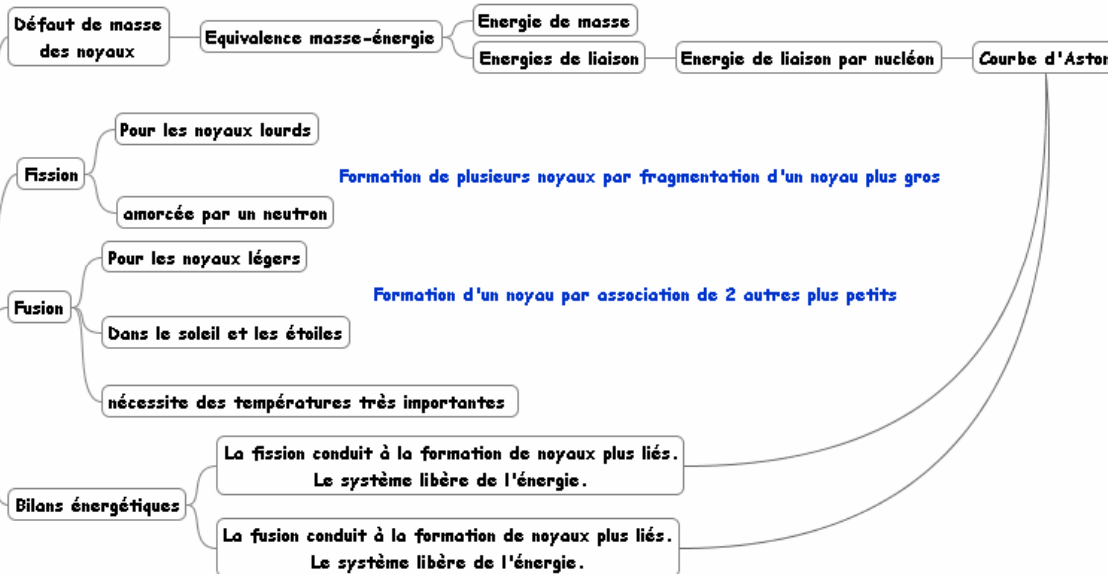 Défaut de masse
des noyaux
Equivalence masse-énergie
Energie de masse
Energies de liaison
Energie de liaison par nucléon
Courbe d'Aston
Fission
Pour les noyaux lourds
amorcée par un neutron
Formation de plusieurs noyaux par fragmentation d'un noyau plus gros
Fusion
Pour les noyaux légers
Dans le soleil et les étoiles
nécessite des températures très importantes
Formation d'un noyau par association de 2 autres plus petits
Bilans énergétiques
La fission conduit à la formation de noyaux plus liés.
Le système libère de l'énergie.
La fusion conduit à la formation de noyaux plus liés.
Le système libère de l'énergie.